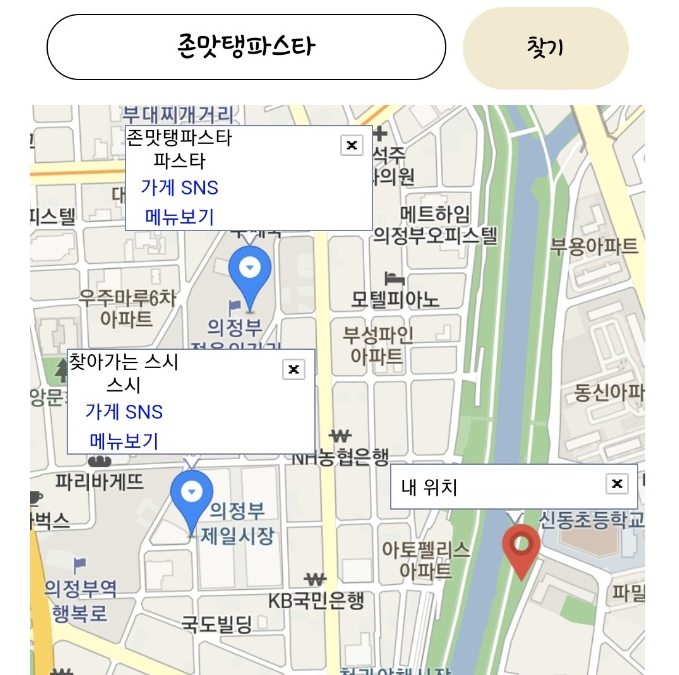 존맛탱파스타
찾기
부대찌개거리
존맛탱파스타
파스타
가게 SNS
메뉴보기
석주
메트하임
의정부오피스텔
부용아파트
모텔피아노
우주마루6차
아파트
의정부
부성파인
아파트
찾아가는 스시
스시
가게 SNS
메뉴보기
동신아파
NH농협은행
파리바게뜨
내 위치
의정부
제일시장
신동초등학교
아토펠리스
아파트
의정부역
행복로
KB국민은행
파밀
국도빌딩